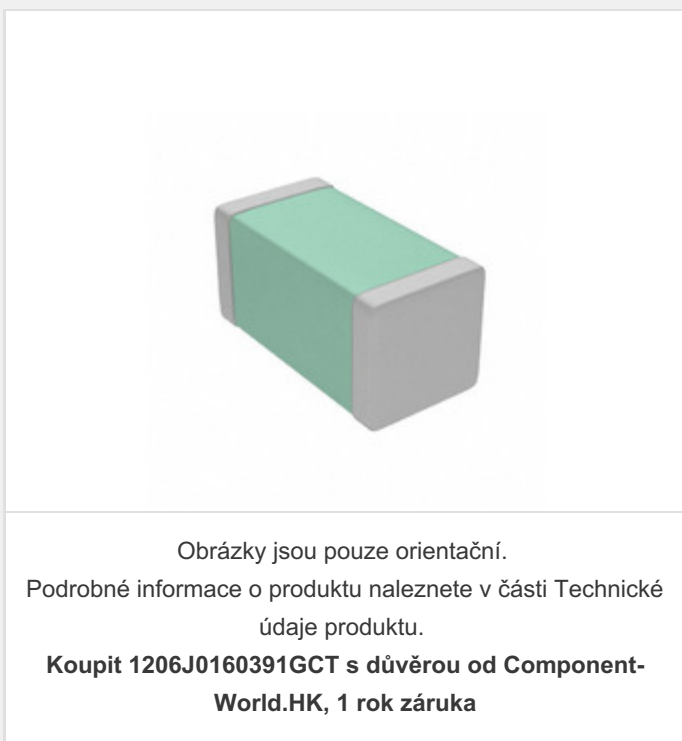 Obrázky jsou pouze orientační.
Podrobné informace o produktu naleznete v části Technické
údaje produktu.
Koupit 1206J0160391GCT s důvěrou od Component-
World.HK, 1 rok záruka